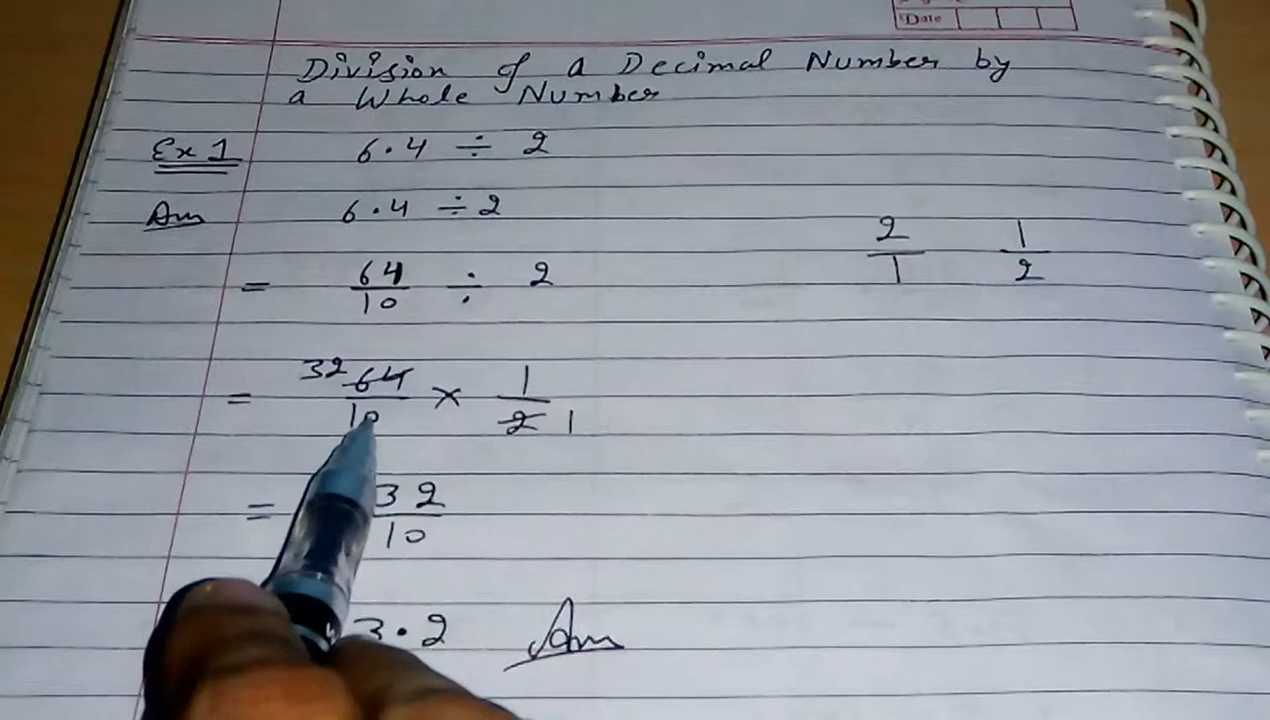 Date
Division of a Decimal Number by
a Whole Number
Ex 1 6.4 ÷ 2
Ans 6.4 ÷ 2
2/1 1/2
= 64/10 ÷ 2
= 32 64/10 × 1/2 1
= 32/10
3.2 Ans